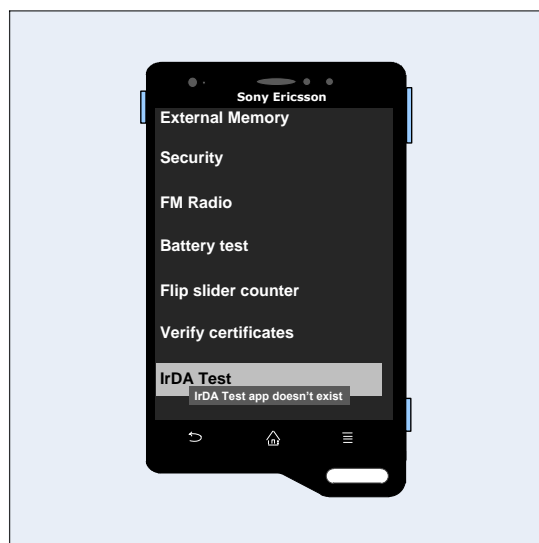 Sony Ericsson
External Memory
Security
FM Radio
Battery test
Flip slider counter
Verify certificates
IrDA Test
IrDA Test app doesn't exist